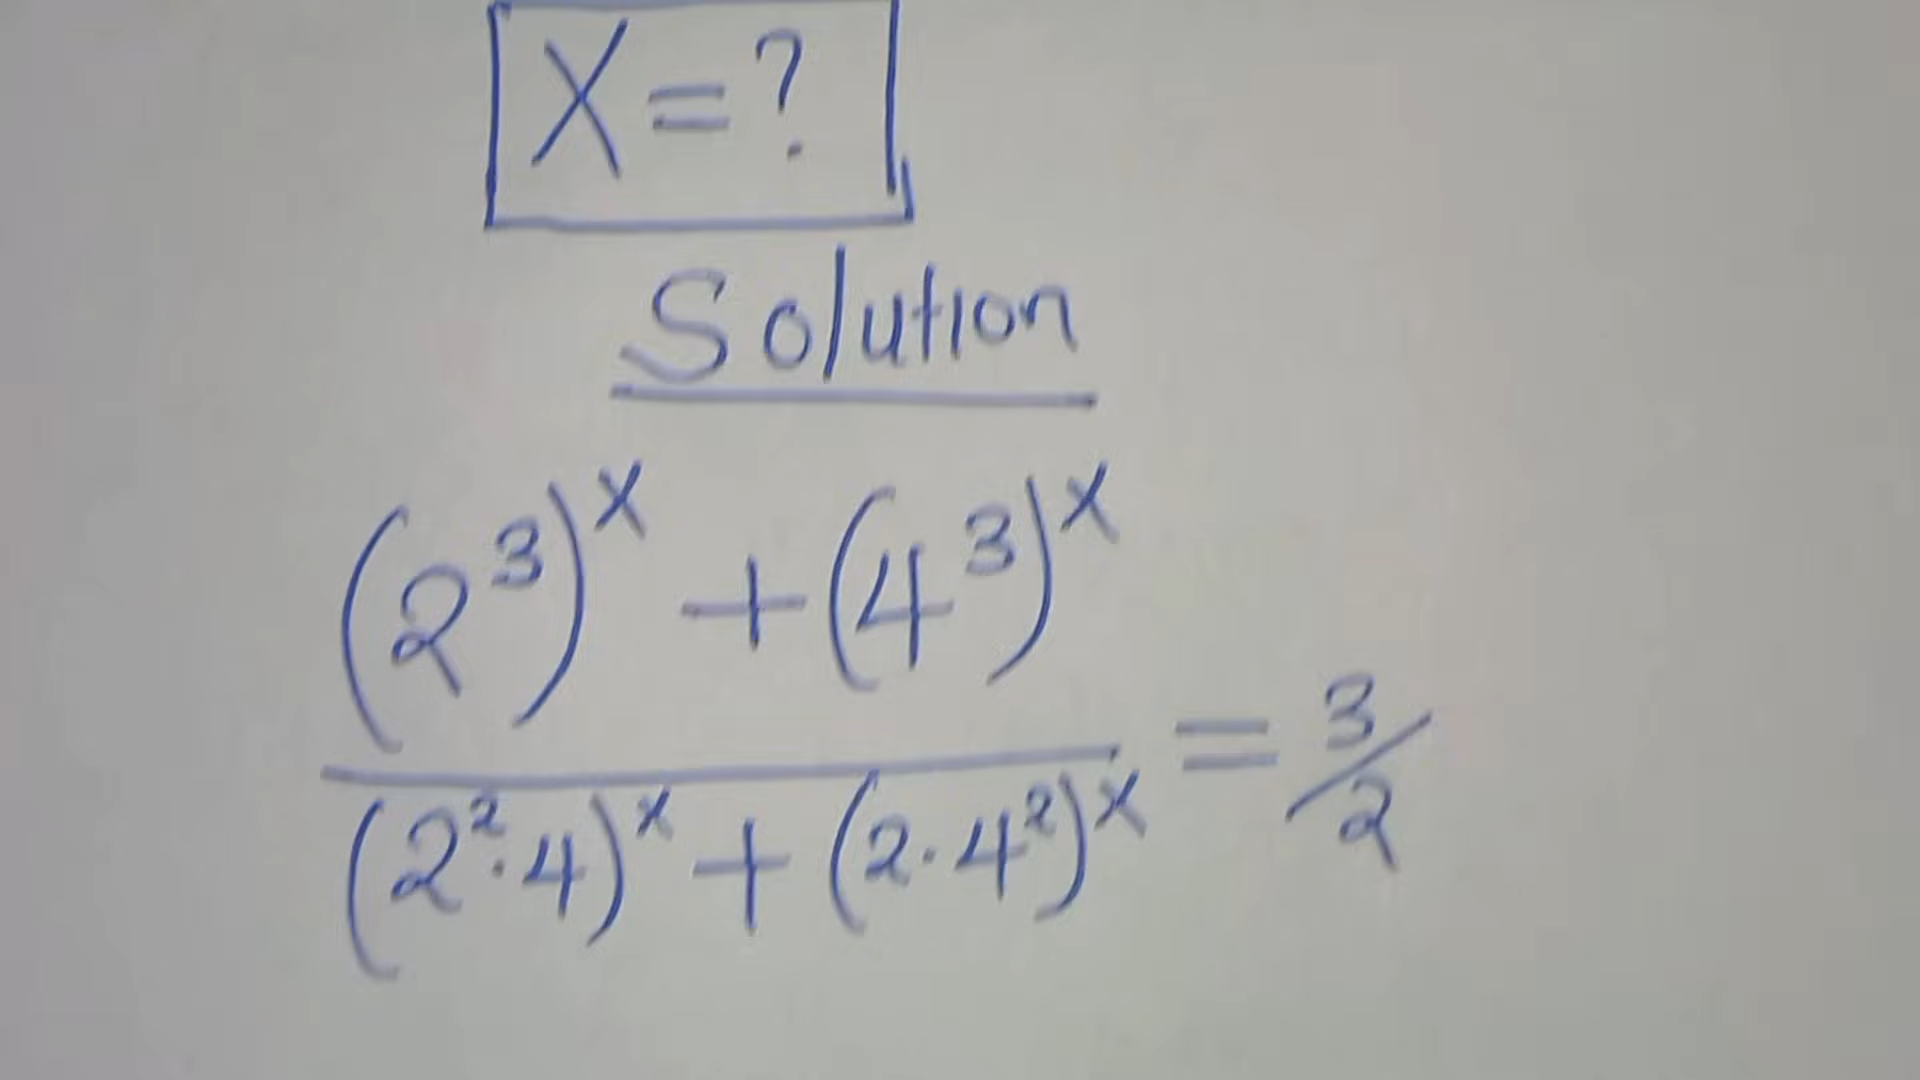 X = ?
Solution
(2³)ˣ + (4³)ˣ
(2²·4)ˣ + (2·4²)ˣ = 3/2